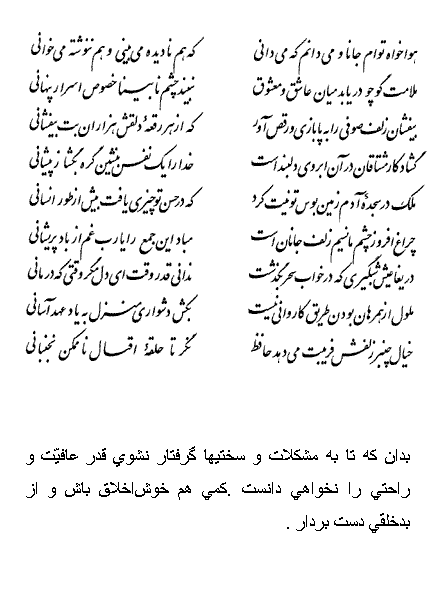 هواخواه توام جانا و می دانم که می دانی که هم نادیده می بینی و هم ننوشته می خوانی
ملامت گو چه دریابد میان عاشق و معشوق نبیند چشم نابینا خصوص اسرار پنهانی
بیفشان زلف و صوفی را به پابازی و رقص آور که از هر رقعهٔ دلقش هزاران بت بیفشانی
گشاد کار مشتاقان در آن ابروی دلبند است خدا را یک نفس بنشین گره بگشا ز پیشانی
ملک در سجدهٔ آدم زمین بوس تو نیت کرد که در حسن تو چیزی یافت بیش از طور انسانی
چراغ افروز چشم ما نسیم زلف جانان است مباد این جمع را یارب غم از باد پریشانی
دریغا عیش شبگیری که در خواب سحر بگذشت ندانی قدر وقت ای دل مگر وقتی که درمانی
ملول از همرهان بودن طریق کاروانی نیست بکش دشواری منزل به یاد عهد آسانی
خیال چنبر زلفش فریبت می دهد حافظ نگر تا حلقهٔ اقبال ناممکن نجنبانی
بدان که تا به مشکلات و سختيها گرفتار نشوي قدر عافيّت و
راحتي را نخواهي دانست .کمي هم خوش‌اخلاق باش و از
بدخلقي دست بردار .